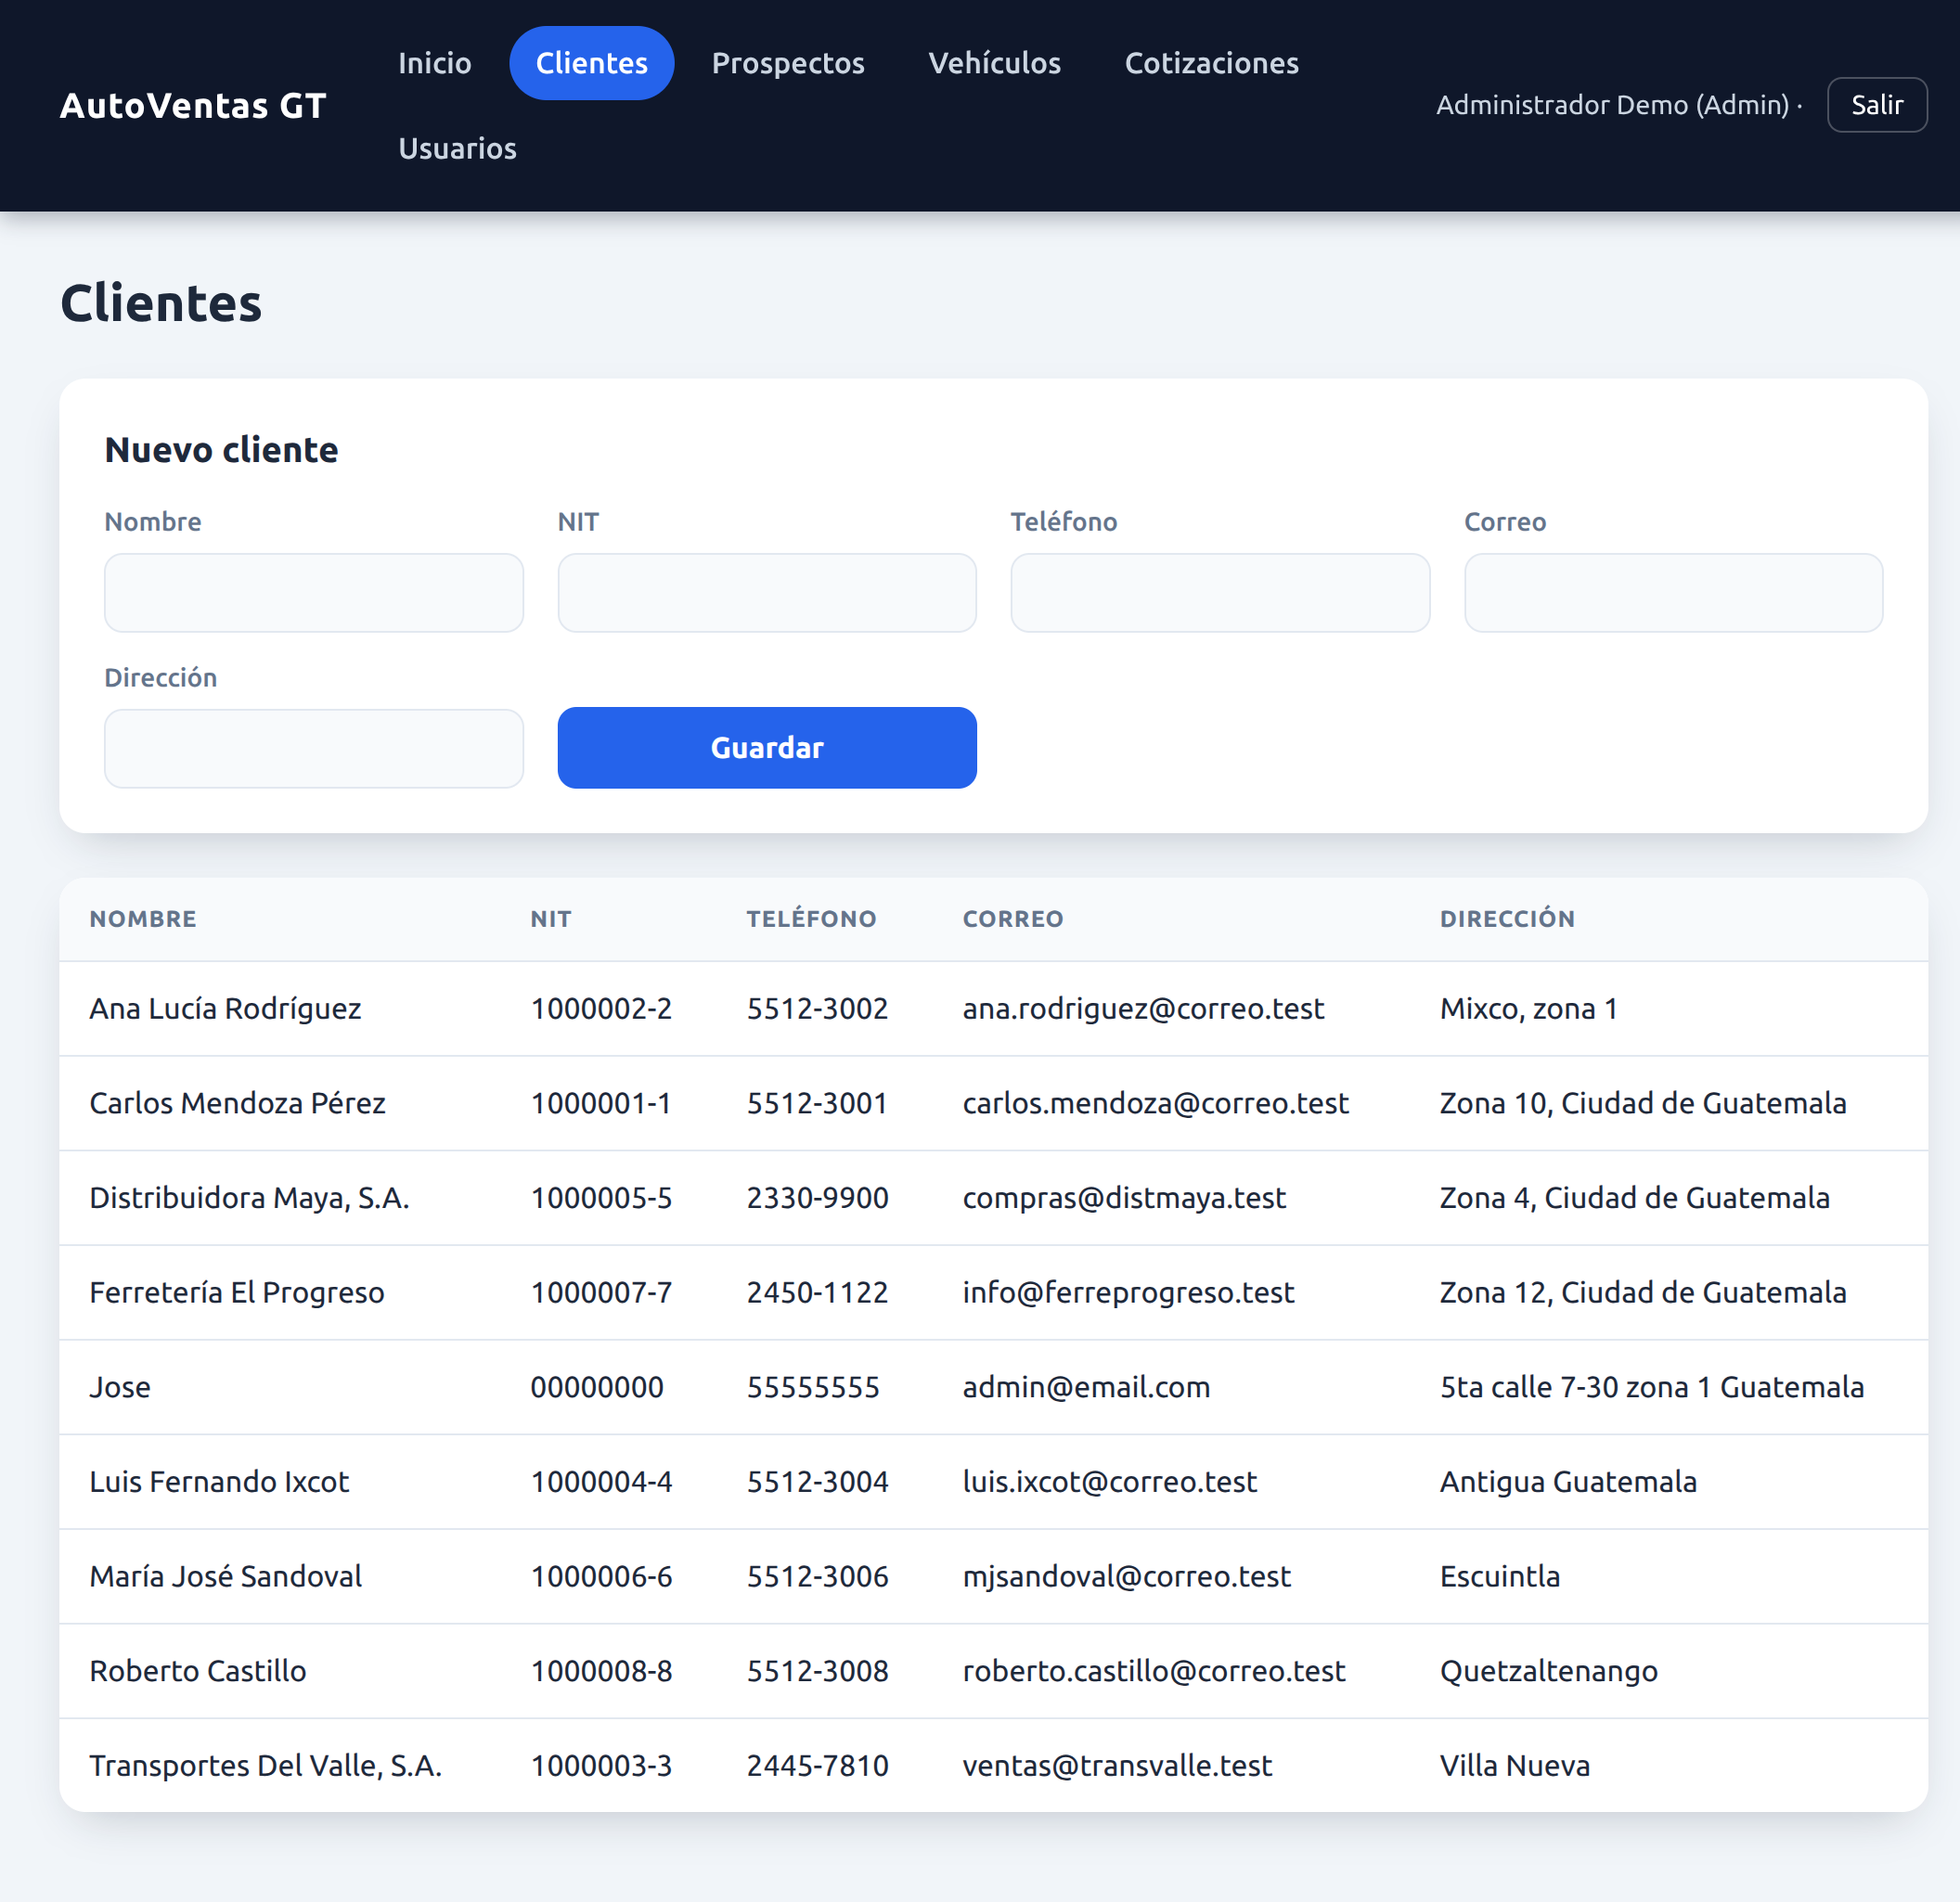 AutoVentas GT
Inicio Clientes Prospectos Vehículos Cotizaciones
Usuarios
Administrador Demo (Admin) · Salir
Clientes
Nuevo cliente
Nombre NIT Teléfono Correo
Dirección
Guardar
NOMBRE NIT TELÉFONO CORREO DIRECCIÓN
Ana Lucía Rodríguez 1000002-2 5512-3002 ana.rodriguez@correo.test Mixco, zona 1
Carlos Mendoza Pérez 1000001-1 5512-3001 carlos.mendoza@correo.test Zona 10, Ciudad de Guatemala
Distribuidora Maya, S.A. 1000005-5 2330-9900 compras@distmaya.test Zona 4, Ciudad de Guatemala
Ferretería El Progreso 1000007-7 2450-1122 info@ferreprogreso.test Zona 12, Ciudad de Guatemala
Jose 00000000 55555555 admin@email.com 5ta calle 7-30 zona 1 Guatemala
Luis Fernando Ixcot 1000004-4 5512-3004 luis.ixcot@correo.test Antigua Guatemala
María José Sandoval 1000006-6 5512-3006 mjsandoval@correo.test Escuintla
Roberto Castillo 1000008-8 5512-3008 roberto.castillo@correo.test Quetzaltenango
Transportes Del Valle, S.A. 1000003-3 2445-7810 ventas@transvalle.test Villa Nueva